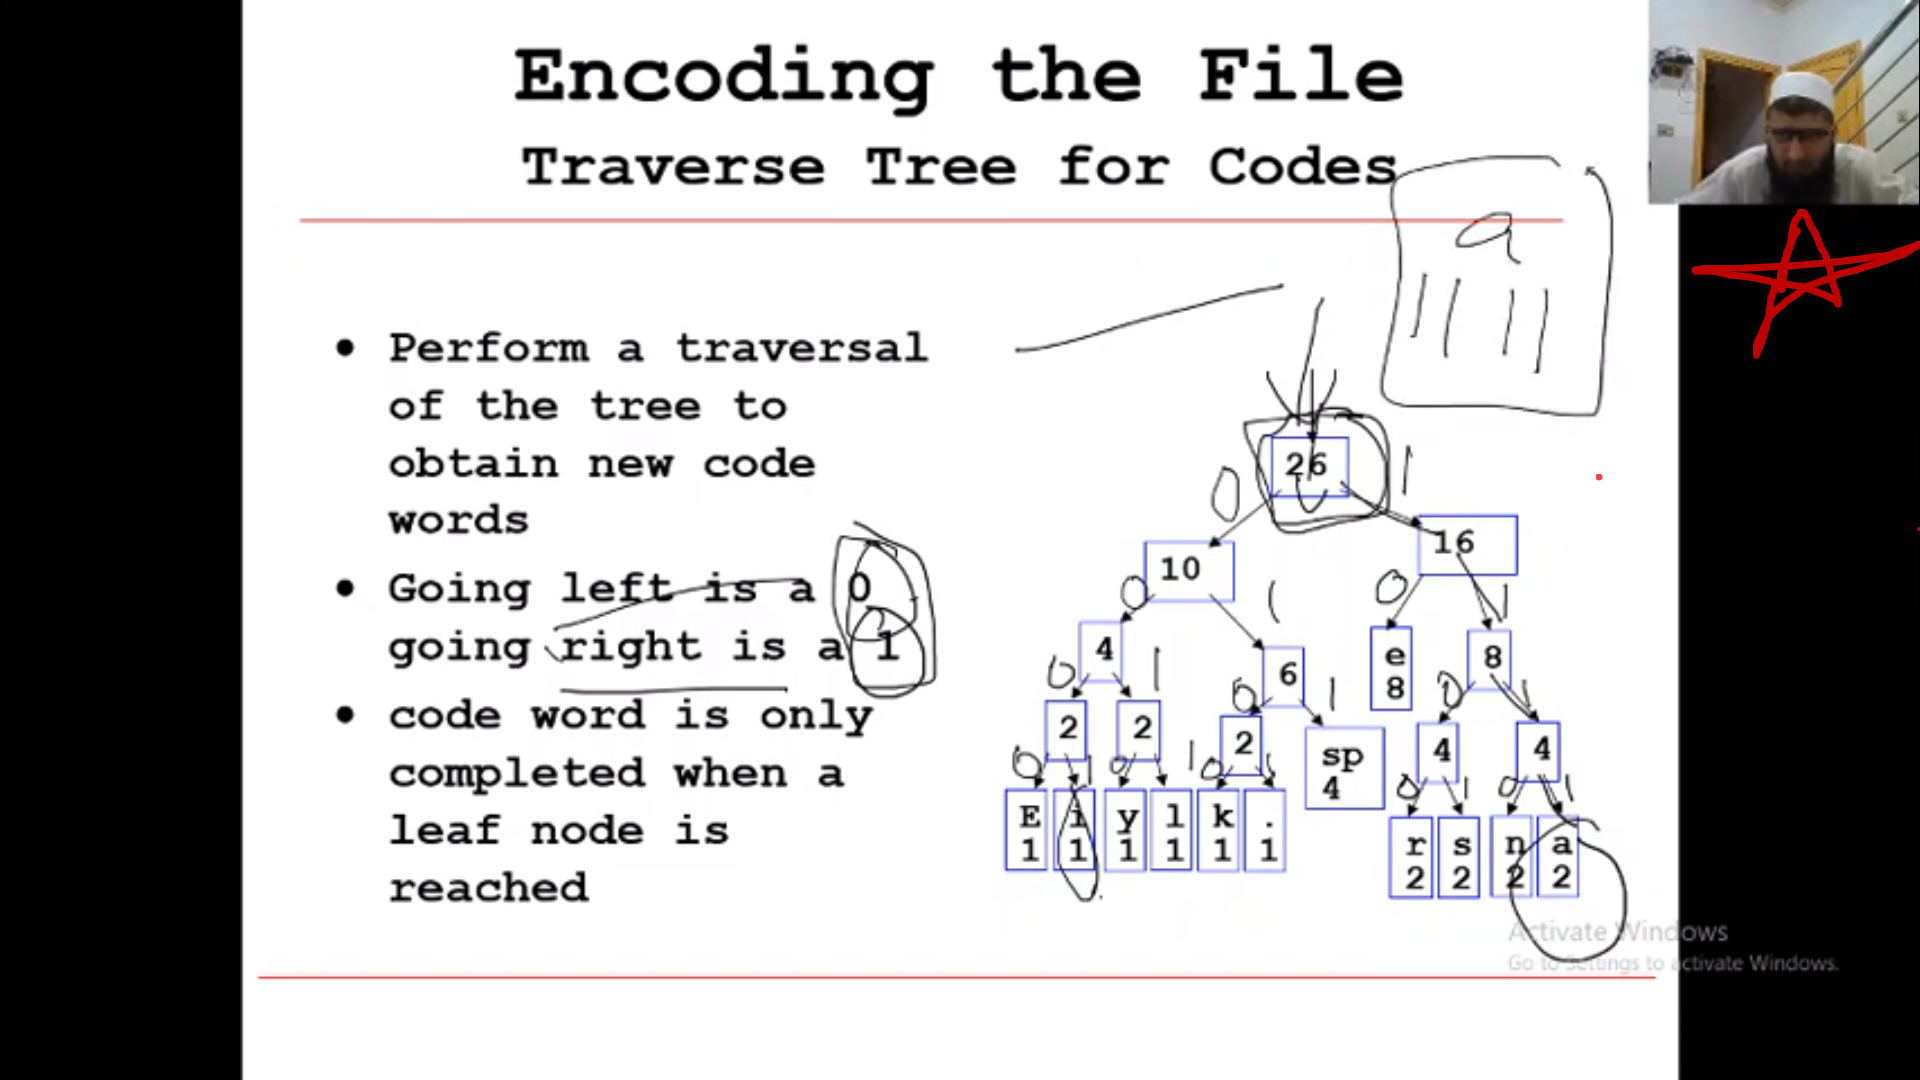 Encoding the File
Traverse Tree for Codes
• Perform a traversal
of the tree to
obtain new code
words
• Going left is a 0
going right is a 1
• code word is only
completed when a
leaf node is
reached
a
1111
26
0 1
10 16
0 1 0 1
4 6 e 8 8
0 1 0 1 0 1
2 2 2 sp 4 4 4
0 1 0 1 0 1 0 1 0 1
E i y l k . r s n a
1 1 1 1 1 1 2 2 2 2
Activate Windows
Go to Settings to activate Windows.